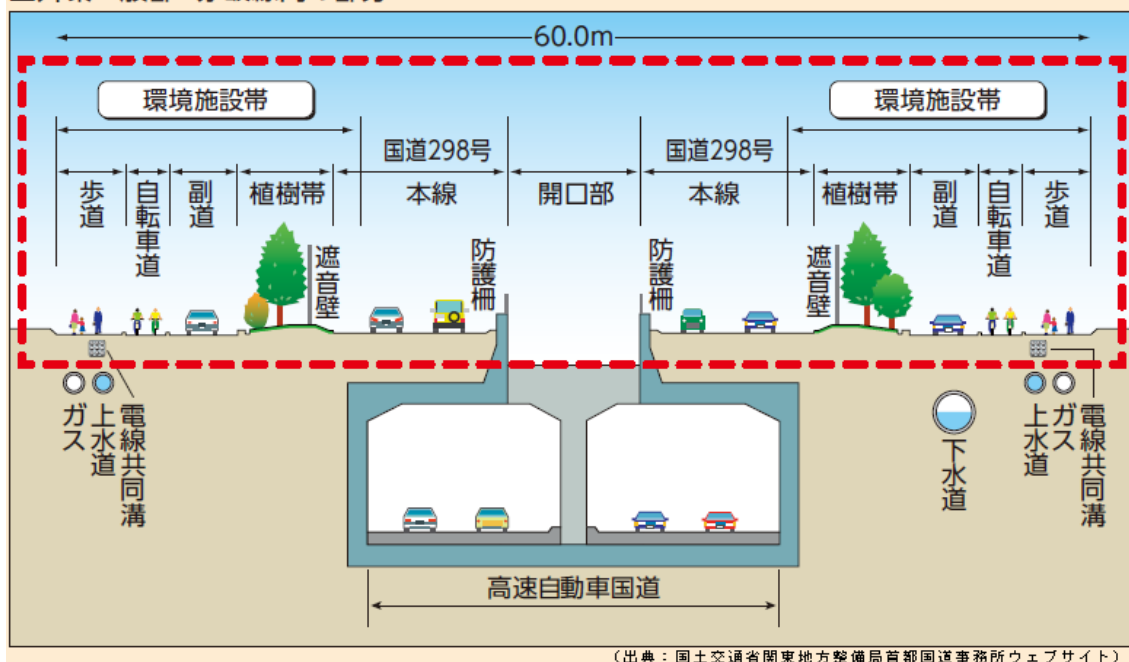 60.0m
環境施設帯
環境施設帯
国道298号
国道298号
歩道
自転車道
副道
植樹帯
本線
開口部
本線
植樹帯
副道
自転車道
歩道
遮音壁
防護柵
防護柵
遮音壁
ガス
上水道
電線共同溝
下水道
上水道
ガス
電線共同溝
高速自動車国道
(出典:国土交通省関東地方整備局首都国道事務所ウェブサイト)